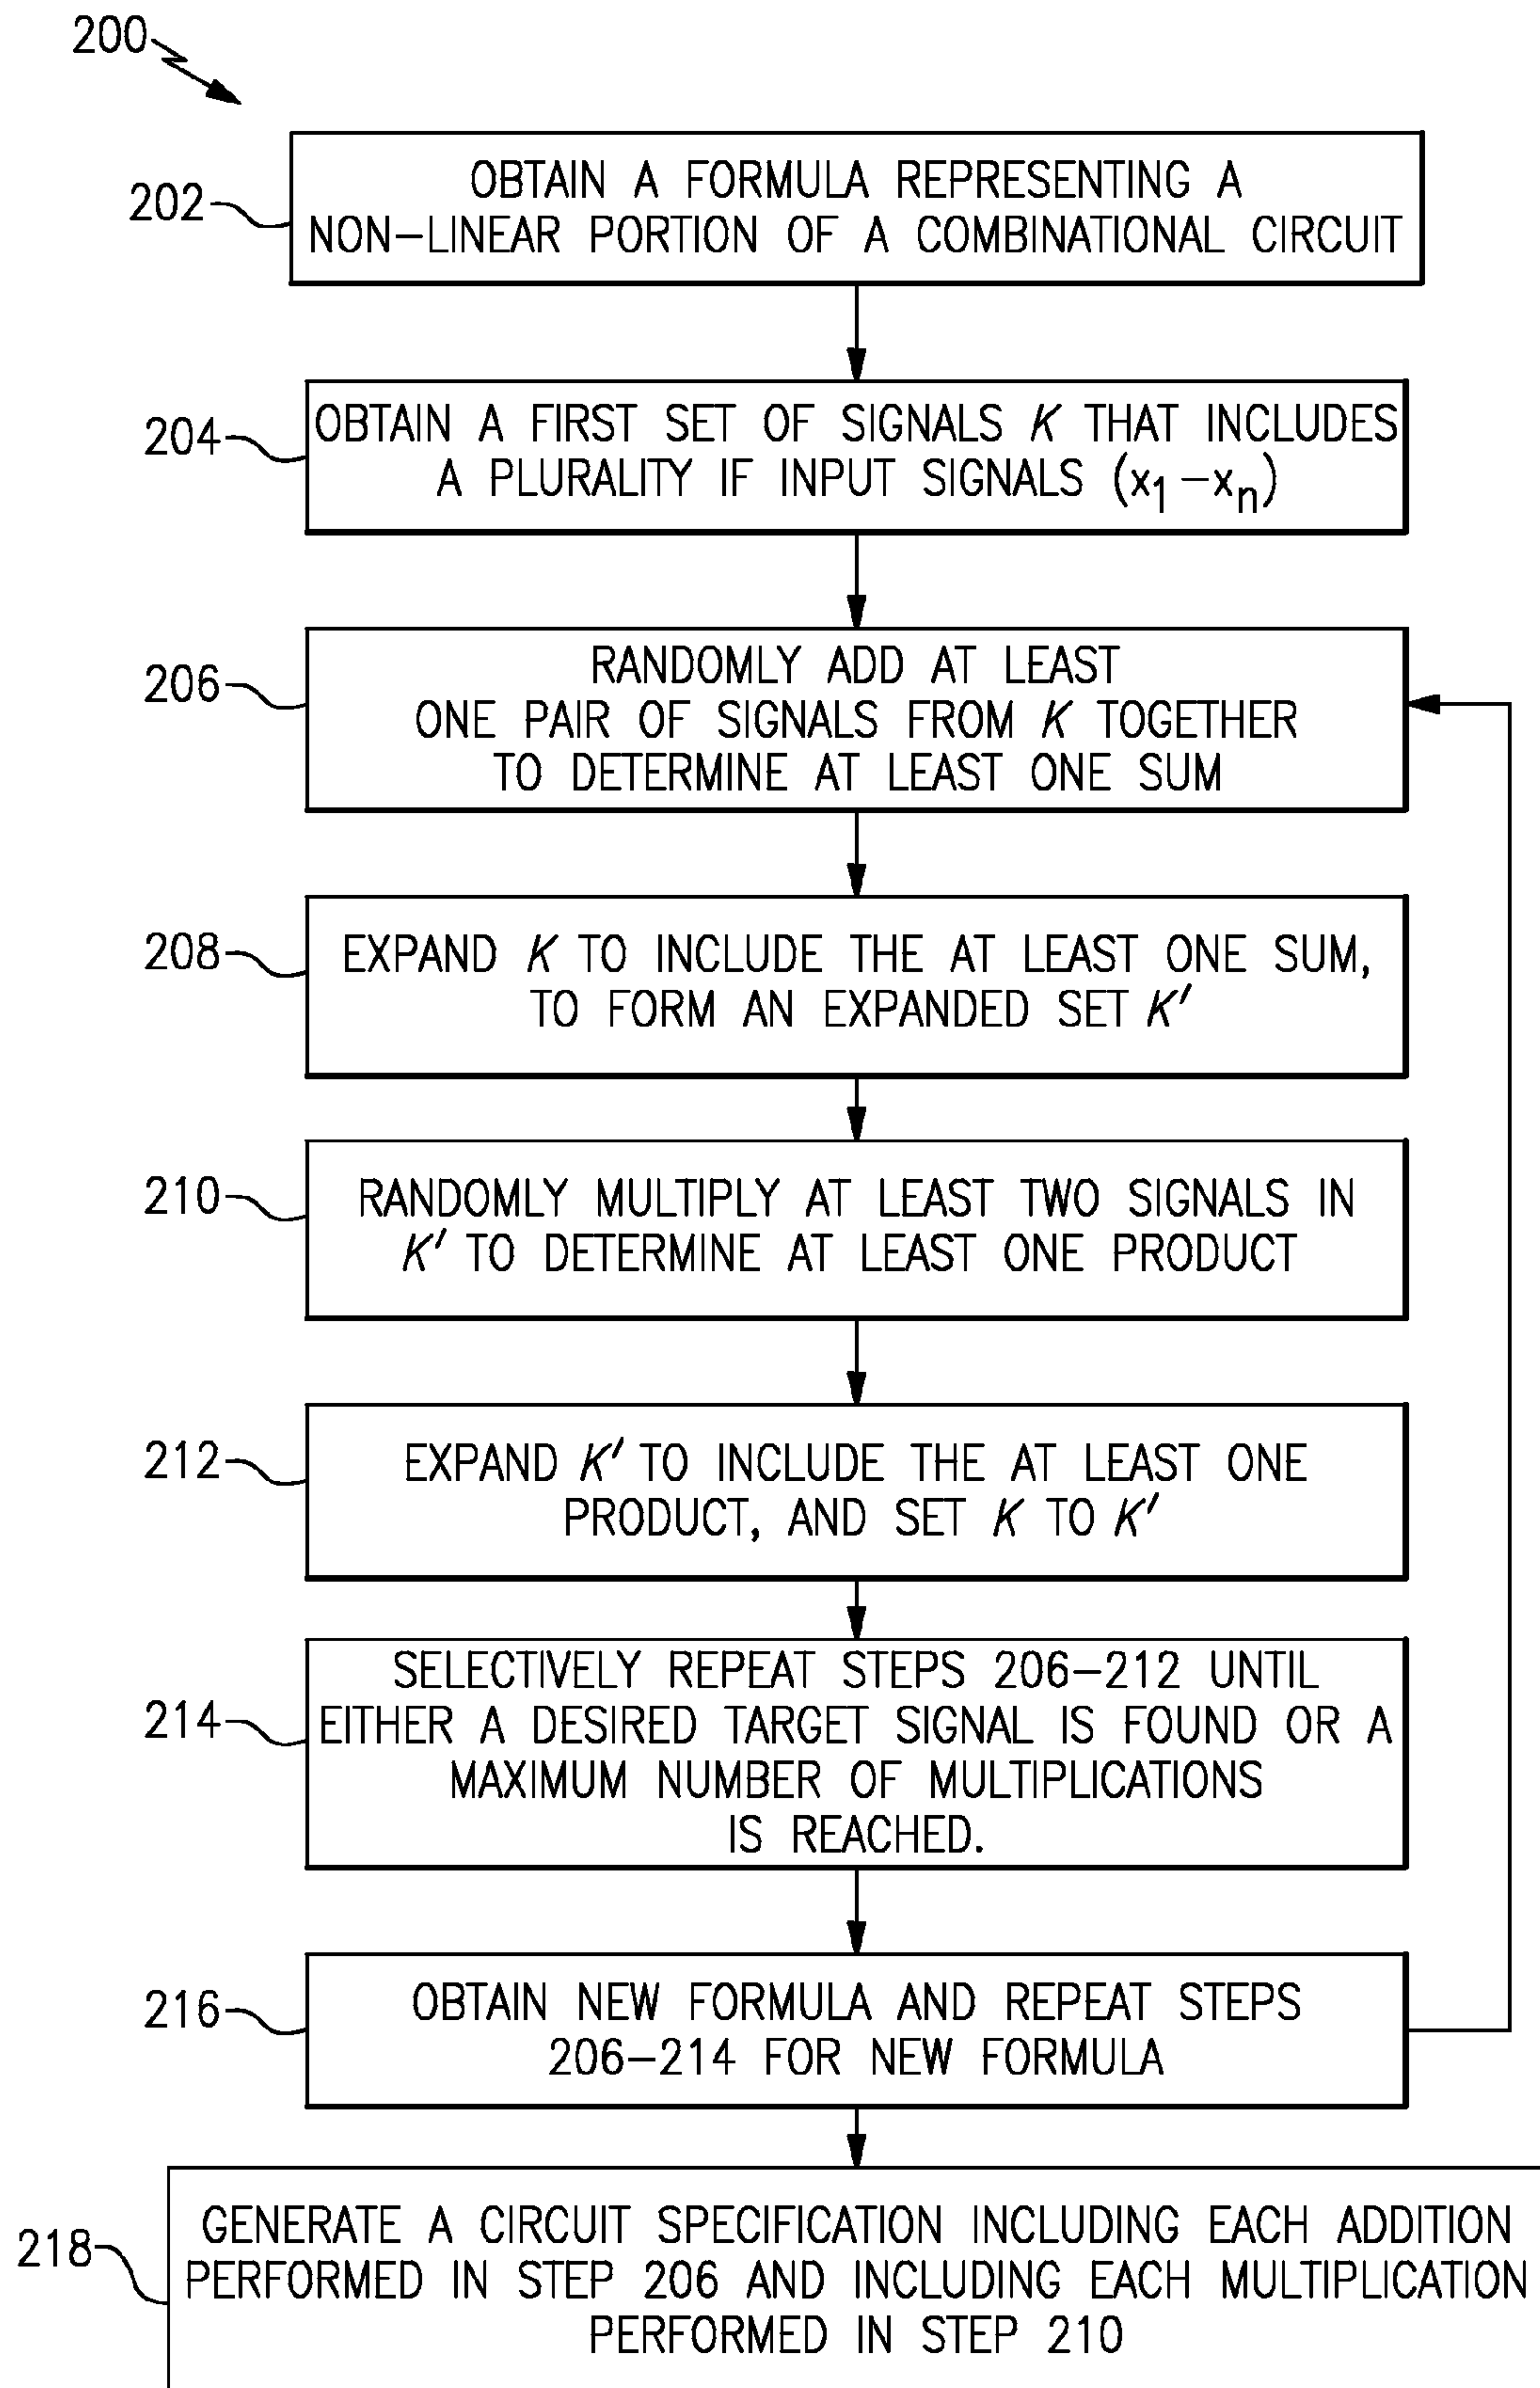 200
202
OBTAIN A FORMULA REPRESENTING A
NON-LINEAR PORTION OF A COMBINATIONAL CIRCUIT
204
OBTAIN A FIRST SET OF SIGNALS K THAT INCLUDES
A PLURALITY IF INPUT SIGNALS (x1-xn)
206
RANDOMLY ADD AT LEAST
ONE PAIR OF SIGNALS FROM K TOGETHER
TO DETERMINE AT LEAST ONE SUM
208
EXPAND K TO INCLUDE THE AT LEAST ONE SUM,
TO FORM AN EXPANDED SET K'
210
RANDOMLY MULTIPLY AT LEAST TWO SIGNALS IN
K' TO DETERMINE AT LEAST ONE PRODUCT
212
EXPAND K' TO INCLUDE THE AT LEAST ONE
PRODUCT, AND SET K TO K'
214
SELECTIVELY REPEAT STEPS 206-212 UNTIL
EITHER A DESIRED TARGET SIGNAL IS FOUND OR A
MAXIMUM NUMBER OF MULTIPLICATIONS
IS REACHED.
216
OBTAIN NEW FORMULA AND REPEAT STEPS
206-214 FOR NEW FORMULA
218
GENERATE A CIRCUIT SPECIFICATION INCLUDING EACH ADDITION
PERFORMED IN STEP 206 AND INCLUDING EACH MULTIPLICATION
PERFORMED IN STEP 210